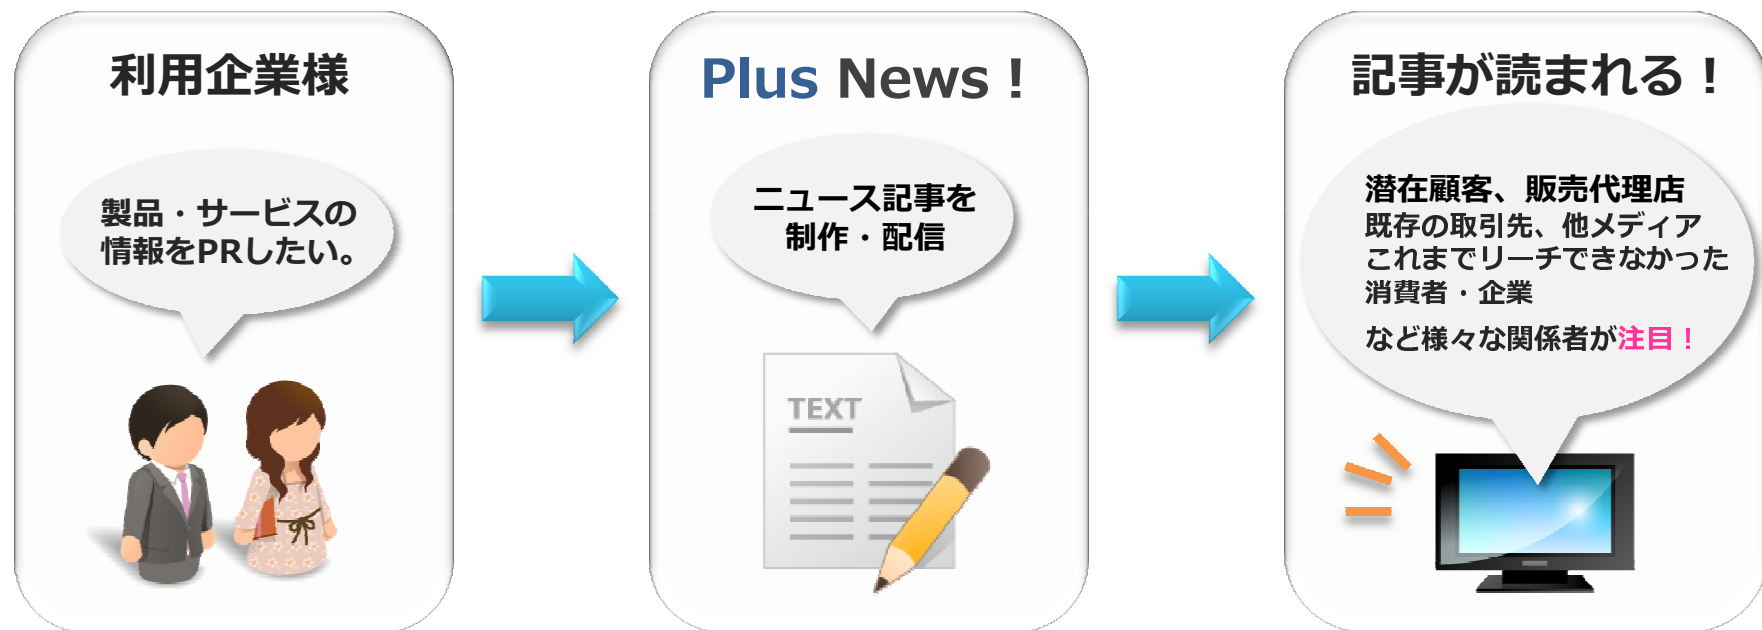 利用企業様
製品・サービスの
情報をPRしたい。
Plus News！
ニュース記事を
制作・配信
TEXT
記事が読まれる！
潜在顧客、販売代理店
既存の取引先、他メディア
これまでリーチできなかった
消費者・企業
など様々な関係者が注目！